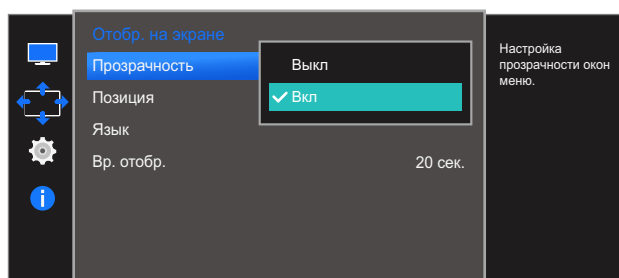 Отобр. на экране
Прозрачность
Выкл
Вкл
Позиция
Язык
Вр. отобр.
20 сек.
Настройка
прозрачности окон
меню.